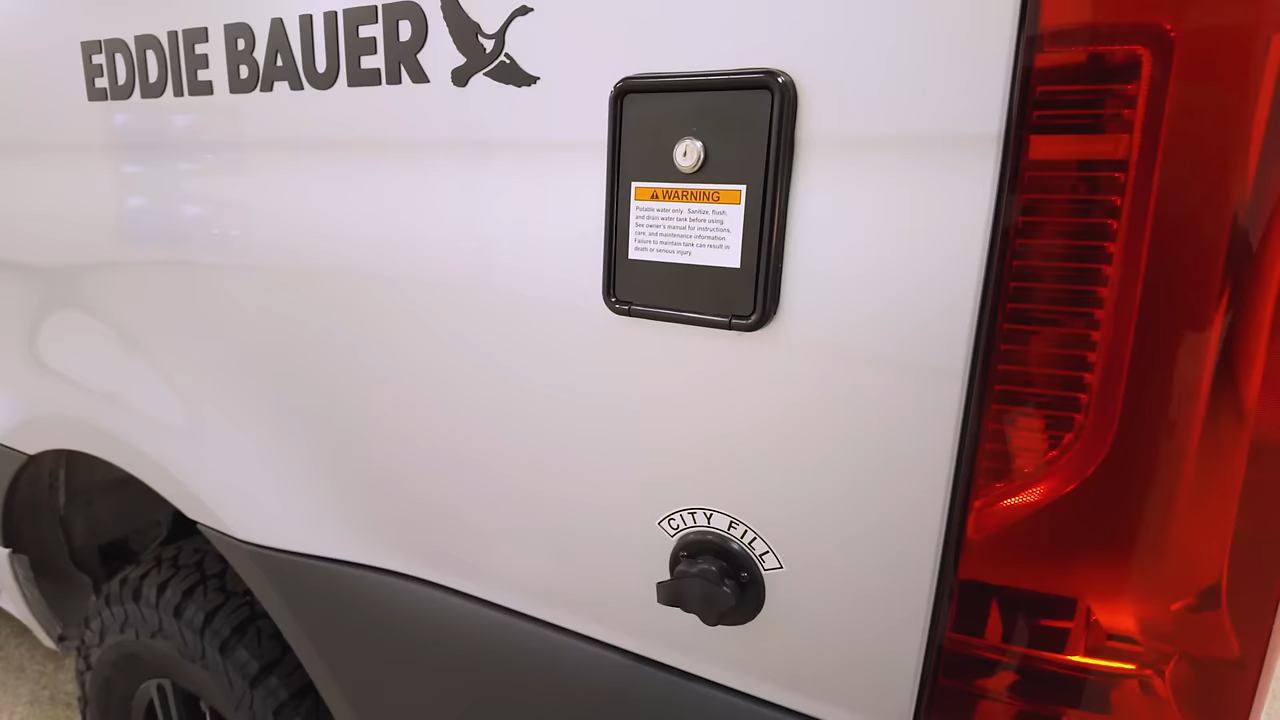 EDDIE BAUER
WARNING
Potable water only. Sanitize, flush,
and drain water tank before using.
See owner's manual for instructions,
care, and maintenance information.
Failure to maintain tank can result in
death or serious injury.
CITY FILL